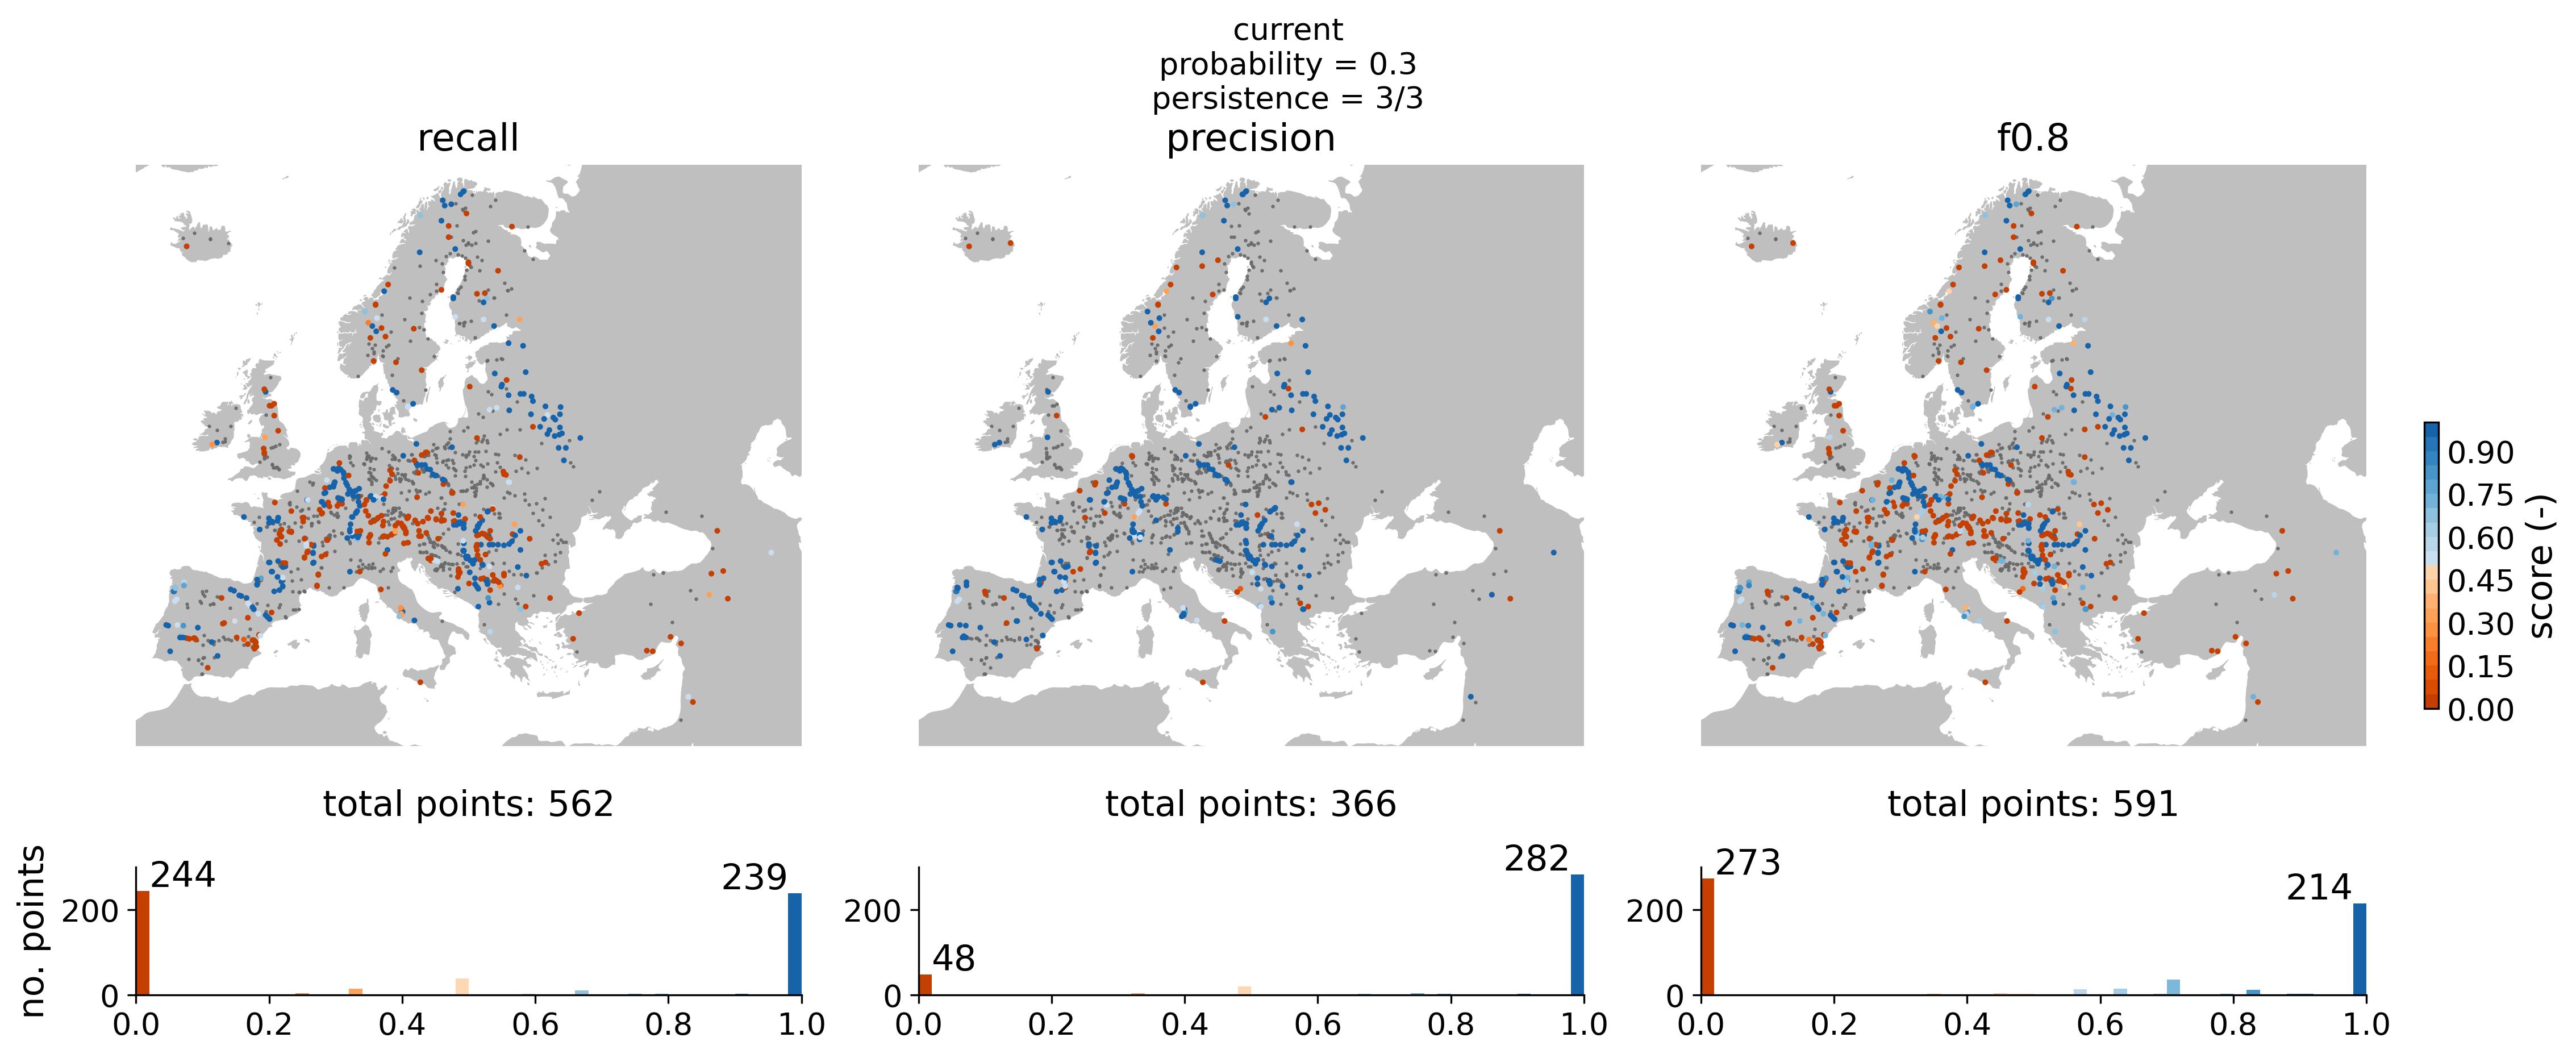 current
probability = 0.3
persistence = 3/3
recall
precision
f0.8
0.90
0.75
0.60
0.45
0.30
0.15
0.00
score (-)
total points: 562
total points: 366
total points: 591
no. points
200
0
244
239
0.0 0.2 0.4 0.6 0.8 1.0
200
0
48
282
0.0 0.2 0.4 0.6 0.8 1.0
200
0
273
214
0.0 0.2 0.4 0.6 0.8 1.0